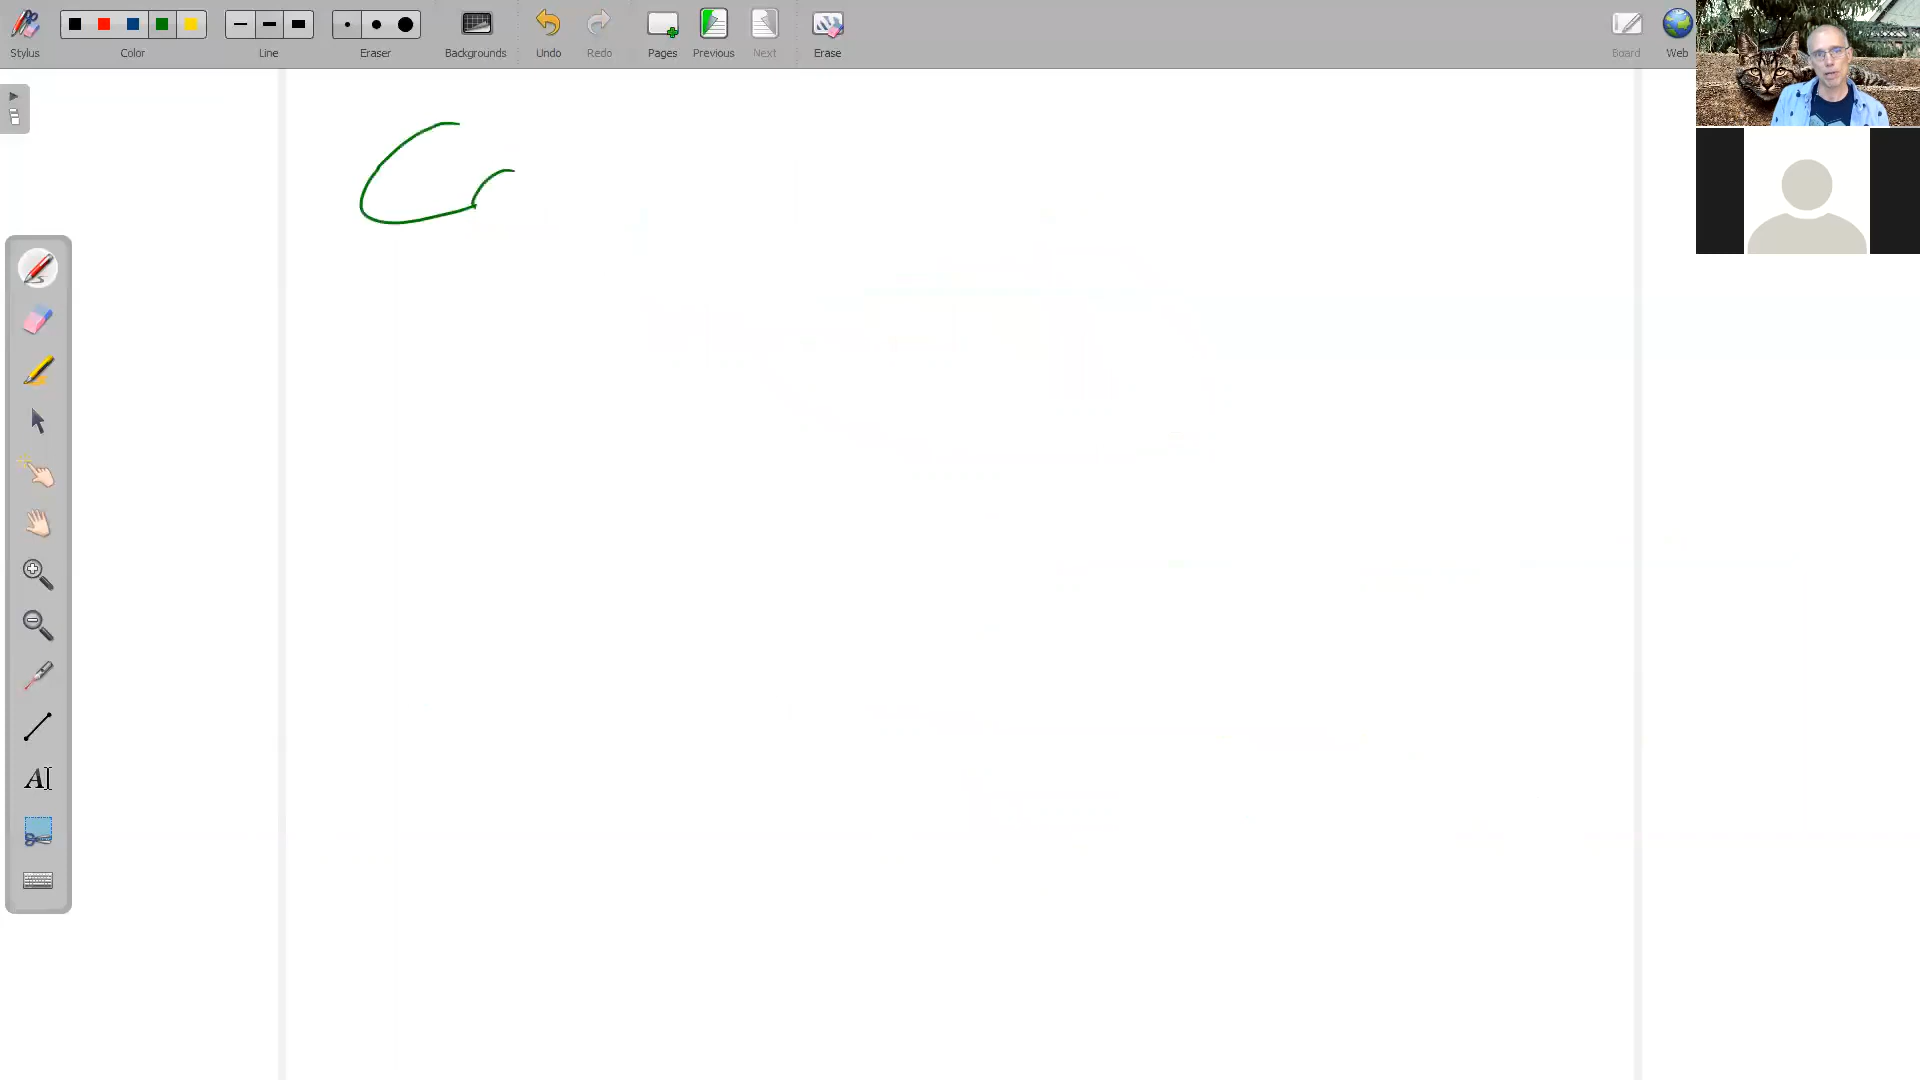 Stylus
Color
Line
Eraser
Backgrounds
Undo
Redo
Pages
Previous
Next
Erase
Board
Web
C